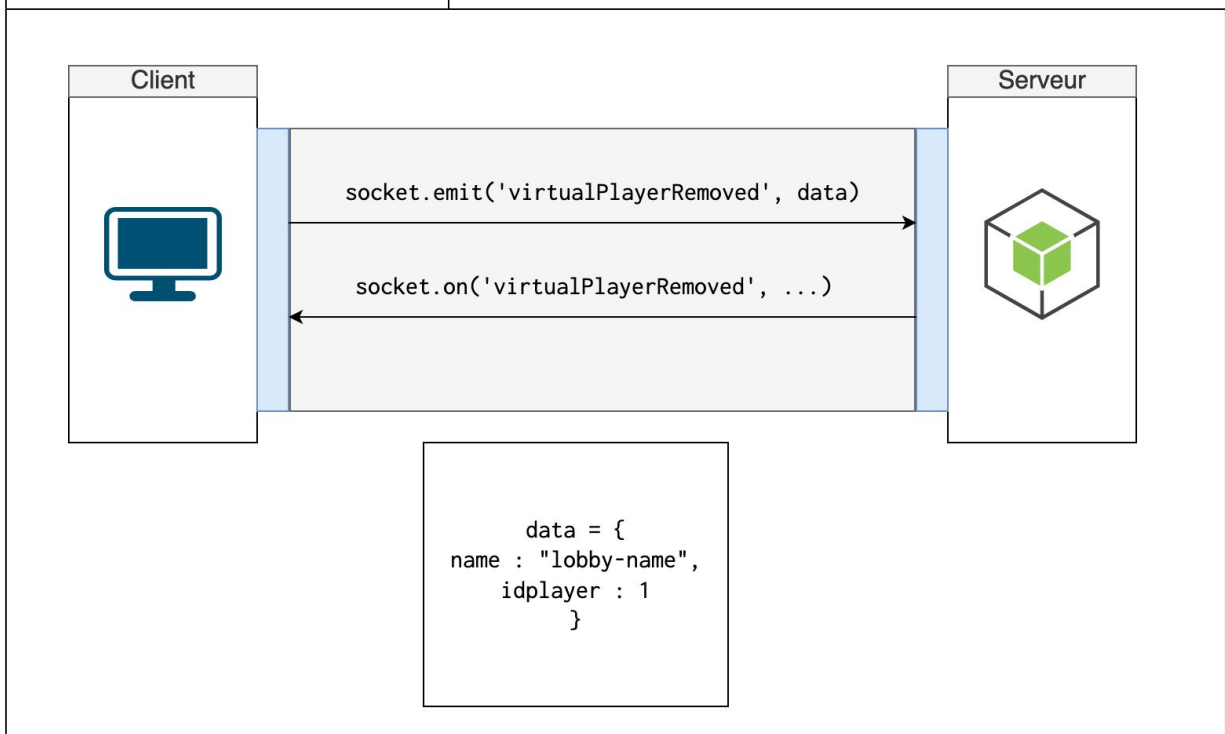 Client
Serveur
socket.emit('virtualPlayerRemoved', data)
socket.on('virtualPlayerRemoved', ...)
data = {
name : "lobby-name",
idplayer : 1
}